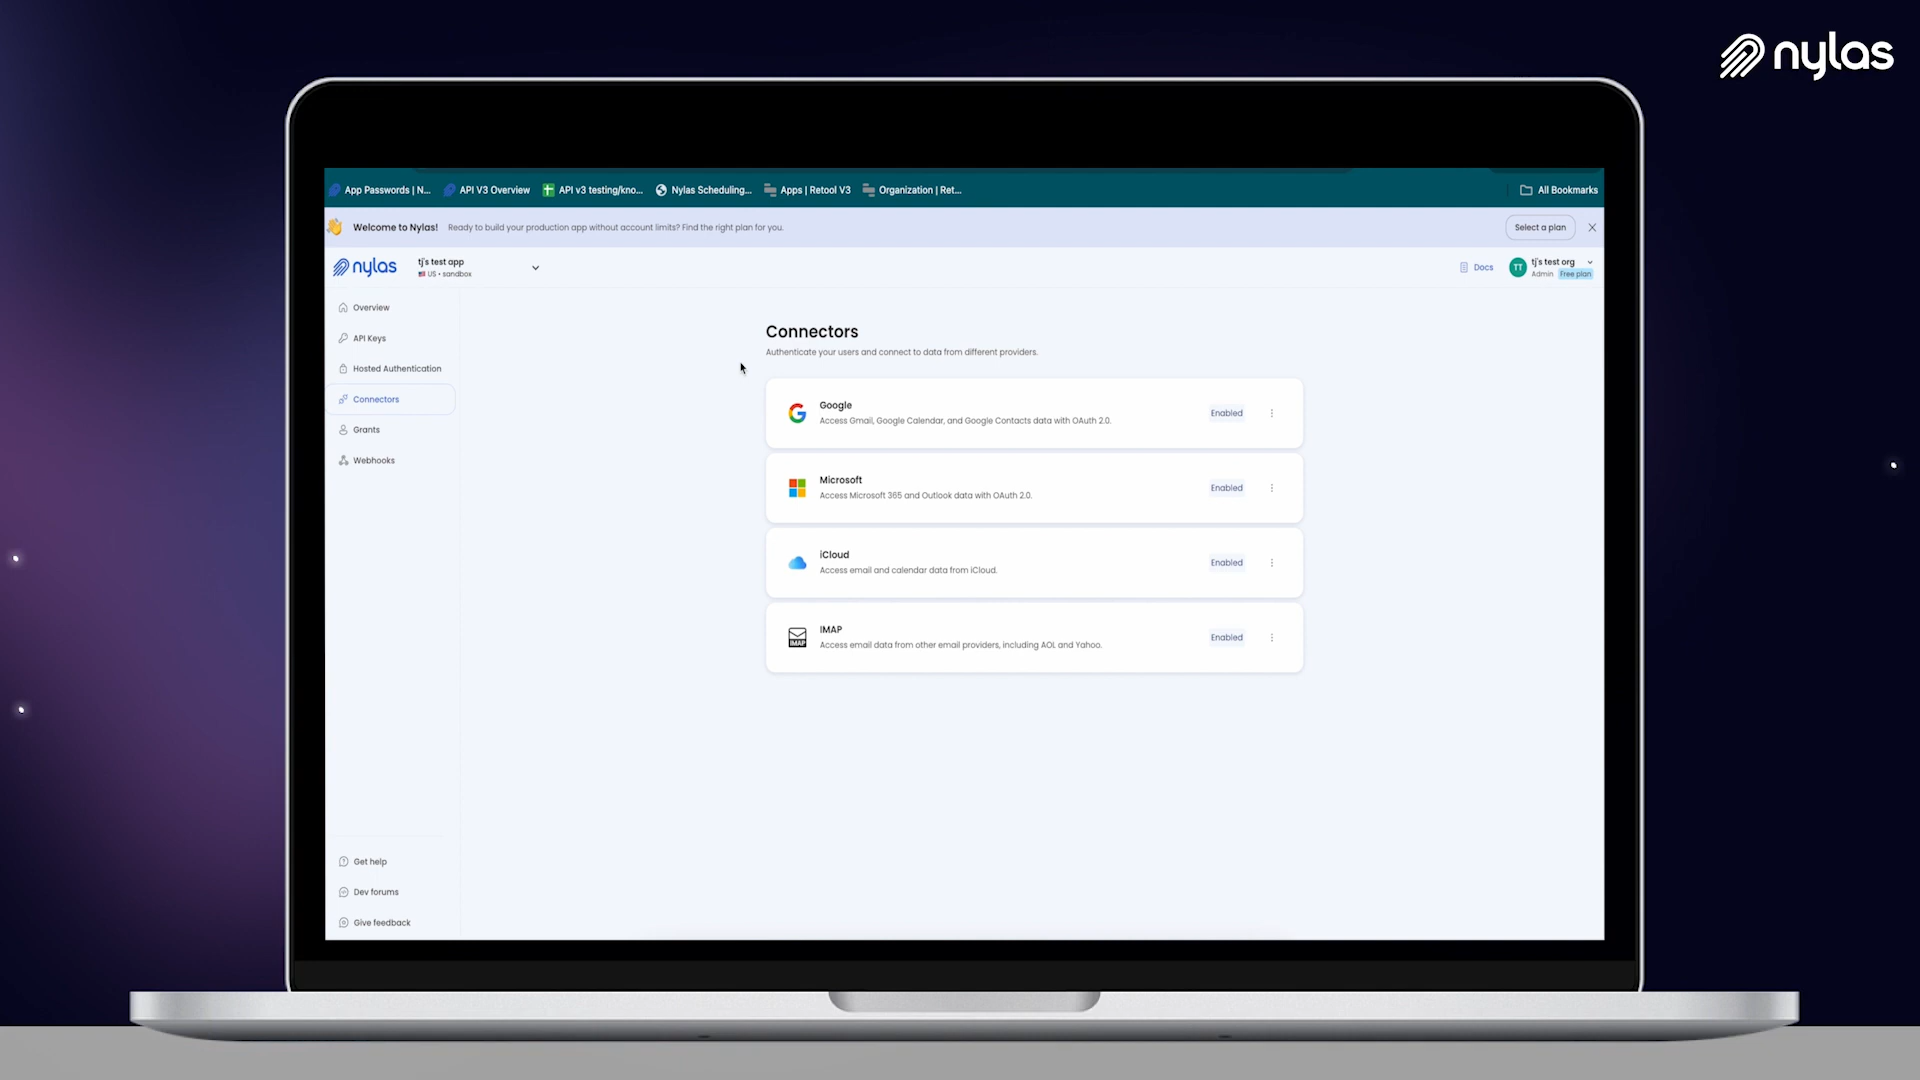 nylas
App Passwords | N...
API V3 Overview
API v3 testing/kno...
Nylas Scheduling...
Apps | Retool V3
Organization | Ret...
All Bookmarks
Welcome to Nylas! Ready to build your production app without account limits? Find the right plan for you.
Select a plan
nylas
tj's test app
US • sandbox
Docs
TT
tj's test org
Admin Free plan
Overview
API Keys
Hosted Authentication
Connectors
Grants
Webhooks
Connectors
Authenticate your users and connect to data from different providers.
Google
Access Gmail, Google Calendar, and Google Contacts data with OAuth 2.0.
Enabled
Microsoft
Access Microsoft 365 and Outlook data with OAuth 2.0.
Enabled
iCloud
Access email and calendar data from iCloud.
Enabled
IMAP
IMAP
Access email data from other email providers, including AOL and Yahoo.
Enabled
Get help
Dev forums
Give feedback